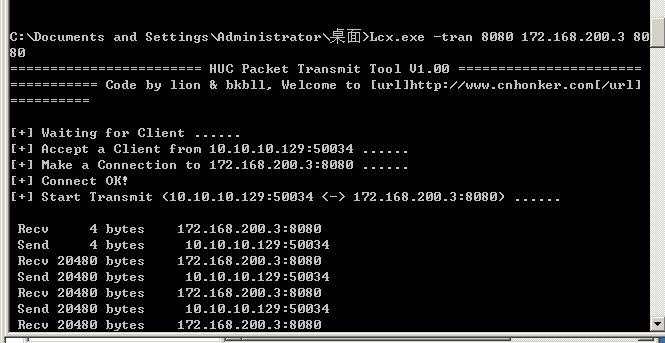 C:\Documents and Settings\Administrator\桌面>Lcx.exe -tran 8080 172.168.200.3 80
80
======================== HUC Packet Transmit Tool V1.00 =======================
=========== Code by lion & bkbll, Welcome to [url]http://www.cnhonker.com[/url]
==========
[+] Waiting for Client ......
[+] Accept a Client from 10.10.10.129:50034 ......
[+] Make a Connection to 172.168.200.3:8080 ......
[+] Connect OK!
[+] Start Transmit (10.10.10.129:50034 <-> 172.168.200.3:8080) ......
Recv     4 bytes    172.168.200.3:8080
Send     4 bytes     10.10.10.129:50034
Recv 20480 bytes    172.168.200.3:8080
Send 20480 bytes     10.10.10.129:50034
Recv 20480 bytes    172.168.200.3:8080
Send 20480 bytes     10.10.10.129:50034
Recv 20480 bytes    172.168.200.3:8080